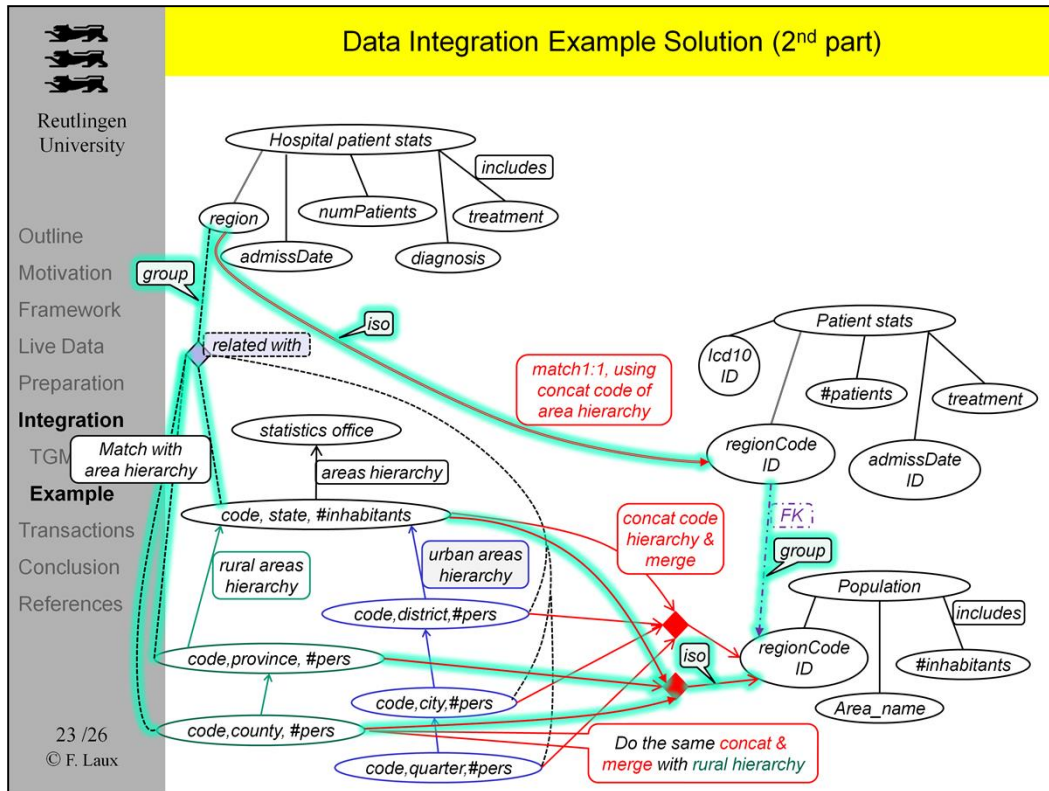 Data Integration Example Solution (2nd part)
Reutlingen
University
Outline
Motivation
Framework
Live Data
Preparation
Integration
TGM
Example
Transactions
Conclusion
References
23 /26
© F. Laux
Hospital patient stats
includes
region
numPatients
treatment
admissDate
diagnosis
group
iso
related with
Patient stats
Icd10
ID
#patients
treatment
match1:1, using
concat code of
area hierarchy
regionCode
ID
admissDate
ID
Match with
area hierarchy
statistics office
areas hierarchy
code, state, #inhabitants
concat code
hierarchy &
merge
FK
group
rural areas
hierarchy
urban areas
hierarchy
Population
includes
code,district,#pers
regionCode
ID
#inhabitants
iso
code,province, #pers
code,city,#pers
Area_name
code,county, #pers
Do the same concat &
merge with rural hierarchy
code,quarter,#pers